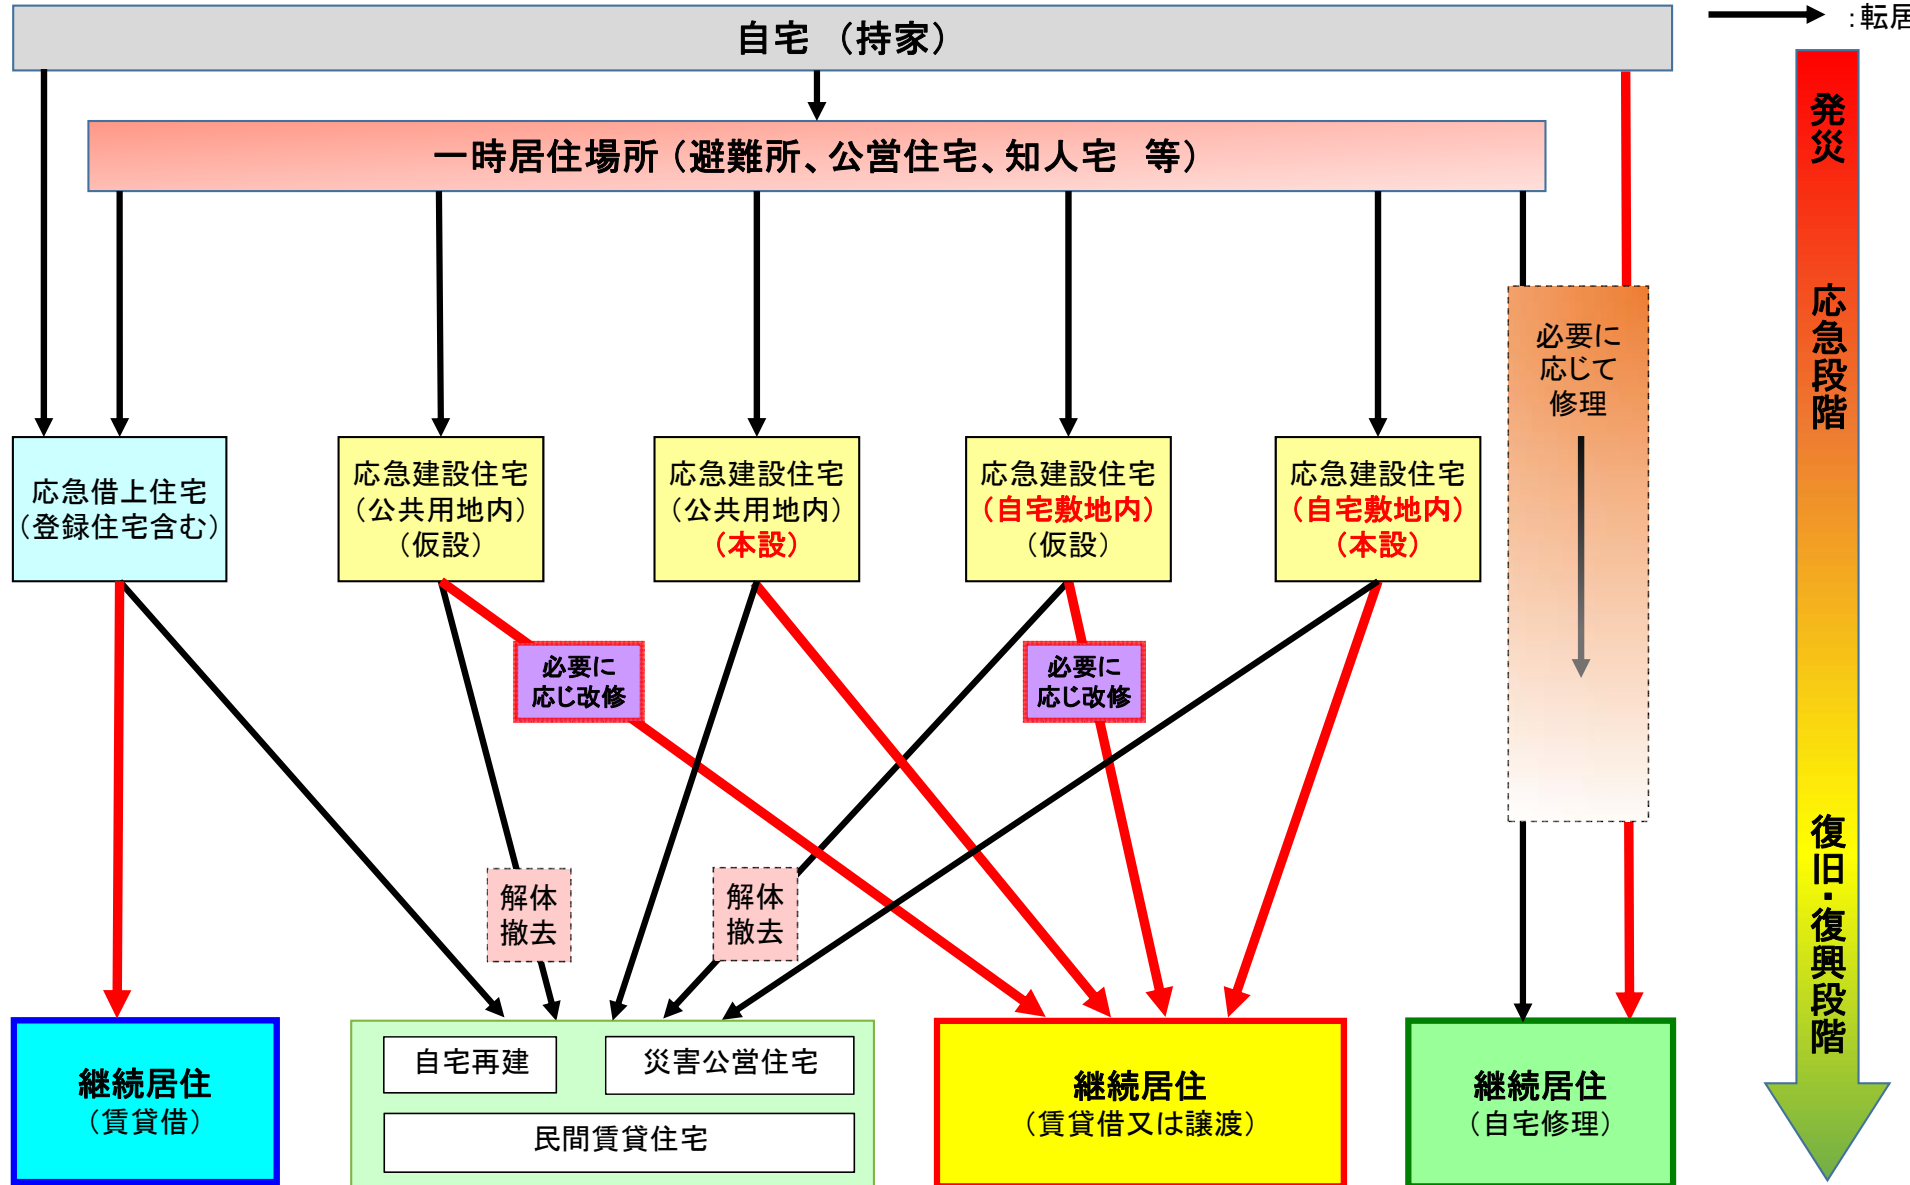 自宅　（持家）
：転居
一時居住場所（避難所、公営住宅、知人宅　等）
発災
応急段階
復旧・復興段階
必要に
応じて
修理
応急借上住宅
（登録住宅含む）
応急建設住宅
（公共用地内）
（仮設）
応急建設住宅
（公共用地内）
（本設）
応急建設住宅
（自宅敷地内）
（仮設）
応急建設住宅
（自宅敷地内）
（本設）
必要に
応じ改修
必要に
応じ改修
解体
撤去
解体
撤去
継続居住
（賃貸借）
自宅再建
災害公営住宅
民間賃貸住宅
継続居住
（賃貸借又は譲渡）
継続居住
（自宅修理）